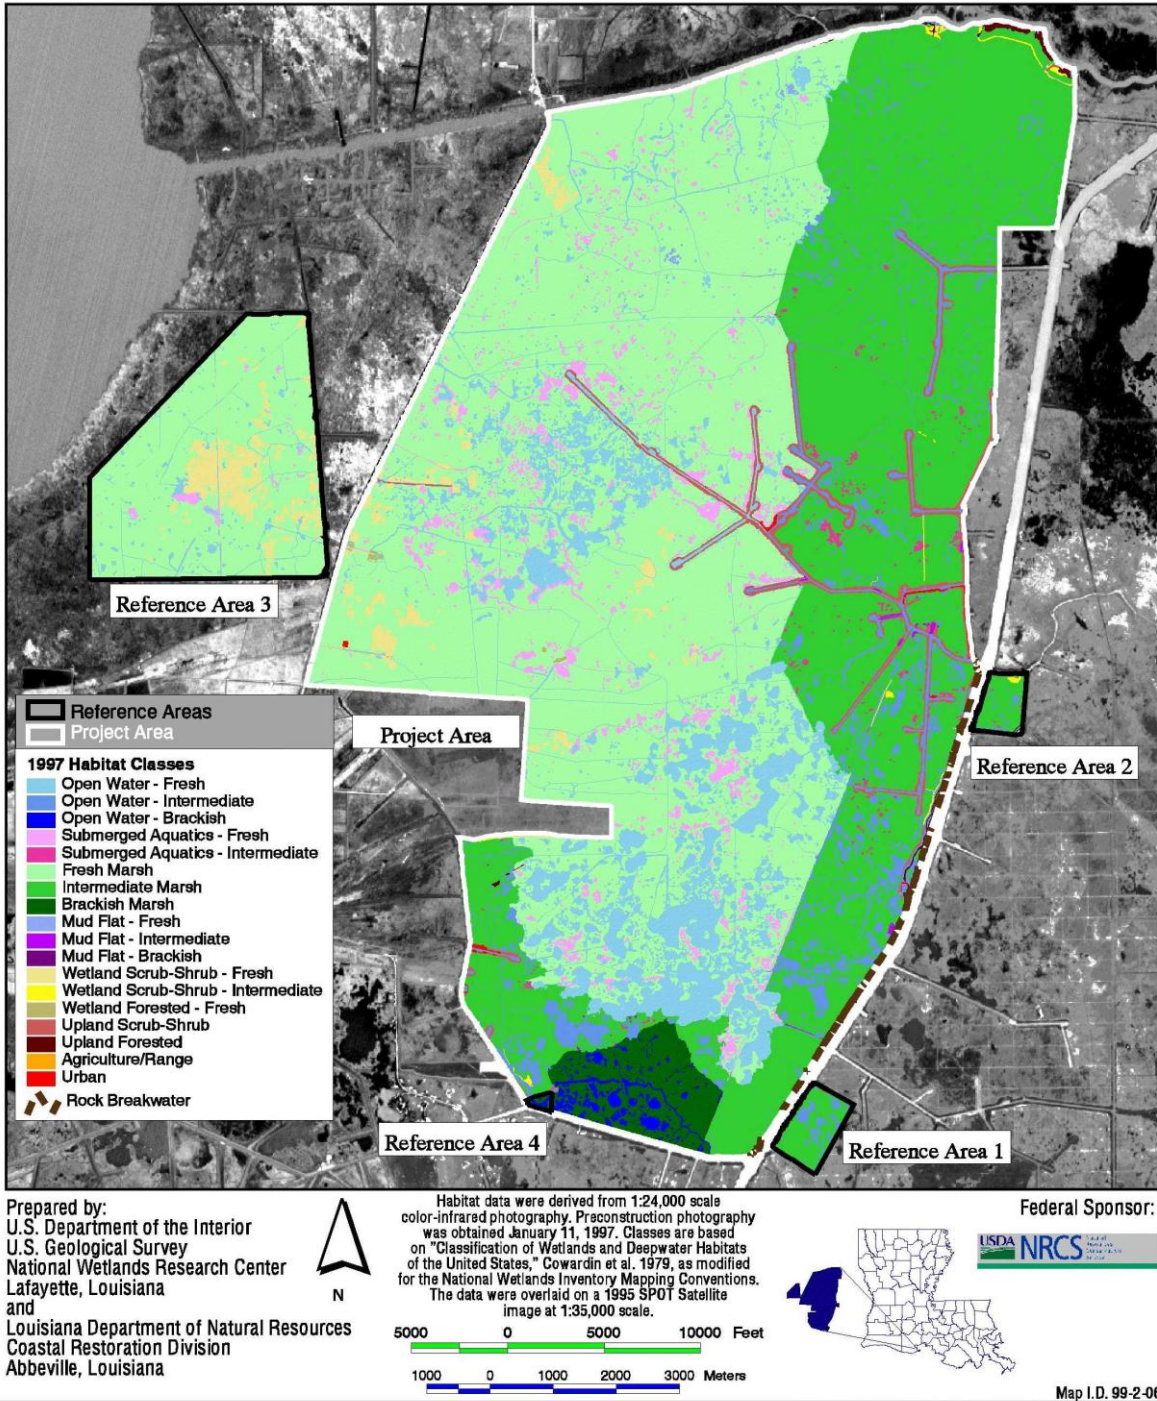 Reference Area 3
Reference Areas
Project Area
Project Area
Reference Area 2
1997 Habitat Classes
Open Water - Fresh
Open Water - Intermediate
Open Water - Brackish
Submerged Aquatics - Fresh
Submerged Aquatics - Intermediate
Fresh Marsh
Intermediate Marsh
Brackish Marsh
Mud Flat - Fresh
Mud Flat - Intermediate
Mud Flat - Brackish
Wetland Scrub-Shrub - Fresh
Wetland Scrub-Shrub - Intermediate
Wetland Forested - Fresh
Upland Scrub-Shrub
Upland Forested
Agriculture/Range
Urban
Rock Breakwater
Reference Area 4
Reference Area 1
Prepared by:
U.S. Department of the Interior
U.S. Geological Survey
National Wetlands Research Center
Lafayette, Louisiana
and
Louisiana Department of Natural Resources
Coastal Restoration Division
Abbeville, Louisiana
N
Habitat data were derived from 1:24,000 scale
color-infrared photography. Preconstruction photography
was obtained January 11, 1997. Classes are based
on "Classification of Wetlands and Deepwater Habitats
of the United States," Cowardin et al. 1979, as modified
for the National Wetlands Inventory Mapping Conventions.
The data were overlaid on a 1995 SPOT Satellite
image at 1:35,000 scale.
5000 0 5000 10000 Feet
1000 0 1000 2000 3000 Meters
Federal Sponsor:
USDA NRCS
Map I.D. 99-2-06